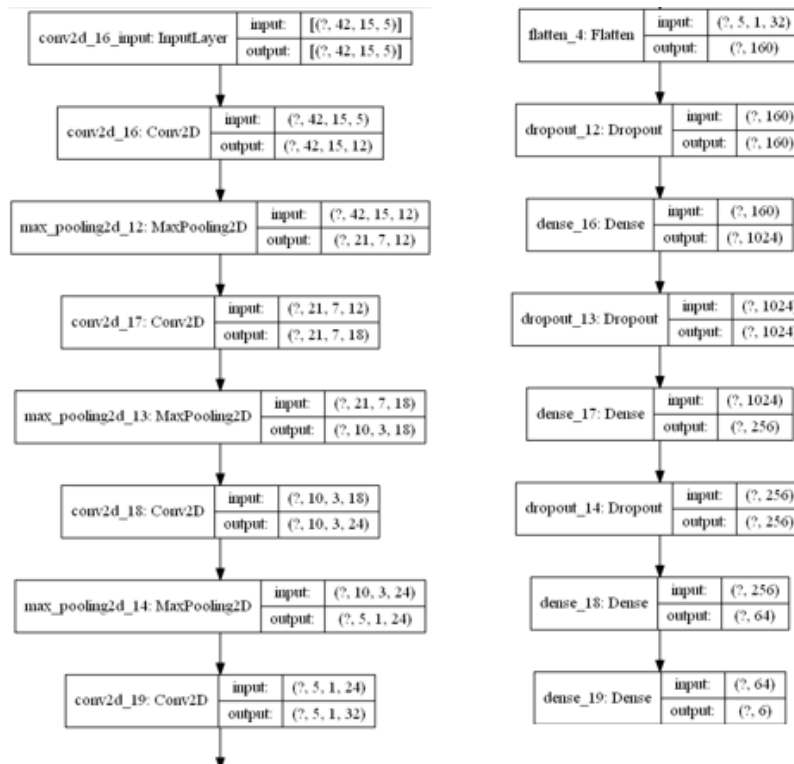 conv2d_16_input: InputLayer
input: [(?, 42, 15, 5)]
output: [(?, 42, 15, 5)]
conv2d_16: Conv2D
input: (?, 42, 15, 5)
output: (?, 42, 15, 12)
max_pooling2d_12: MaxPooling2D
input: (?, 42, 15, 12)
output: (?, 21, 7, 12)
conv2d_17: Conv2D
input: (?, 21, 7, 12)
output: (?, 21, 7, 18)
max_pooling2d_13: MaxPooling2D
input: (?, 21, 7, 18)
output: (?, 10, 3, 18)
conv2d_18: Conv2D
input: (?, 10, 3, 18)
output: (?, 10, 3, 24)
max_pooling2d_14: MaxPooling2D
input: (?, 10, 3, 24)
output: (?, 5, 1, 24)
conv2d_19: Conv2D
input: (?, 5, 1, 24)
output: (?, 5, 1, 32)
flatten_4: Flatten
input: (?, 5, 1, 32)
output: (?, 160)
dropout_12: Dropout
input: (?, 160)
output: (?, 160)
dense_16: Dense
input: (?, 160)
output: (?, 1024)
dropout_13: Dropout
input: (?, 1024)
output: (?, 1024)
dense_17: Dense
input: (?, 1024)
output: (?, 256)
dropout_14: Dropout
input: (?, 256)
output: (?, 256)
dense_18: Dense
input: (?, 256)
output: (?, 64)
dense_19: Dense
input: (?, 64)
output: (?, 6)